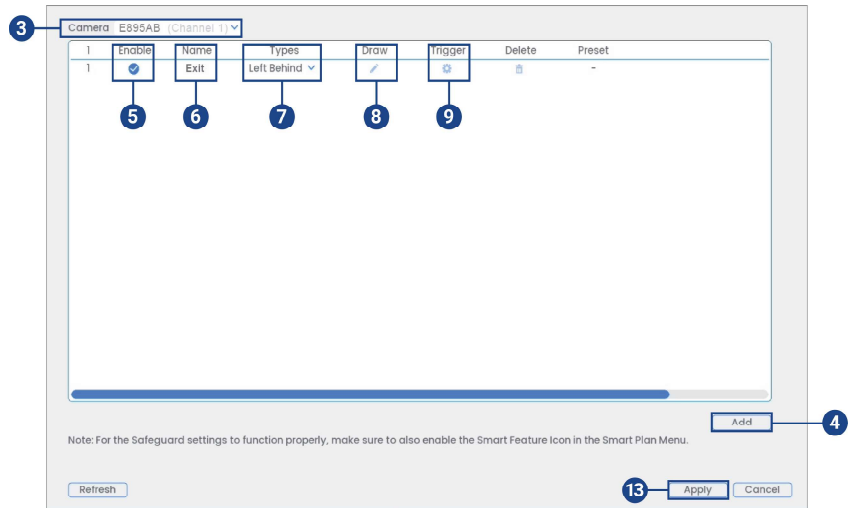 3
Camera E895AB (Channel 1)
1 Enable Name Types Draw Trigger Delete Preset
1 Exit Left Behind -
5 6 7 8 9
Add 4
Note: For the Safeguard settings to function properly, make sure to also enable the Smart Feature Icon in the Smart Plan Menu.
Refresh 13 Apply Cancel